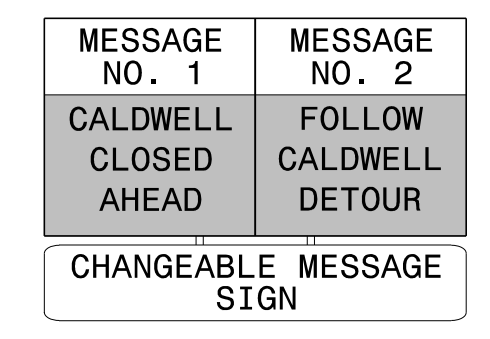 MESSAGE
NO. 1
MESSAGE
NO. 2
CALDWELL
CLOSED
AHEAD
FOLLOW
CALDWELL
DETOUR
CHANGEABLE MESSAGE
SIGN